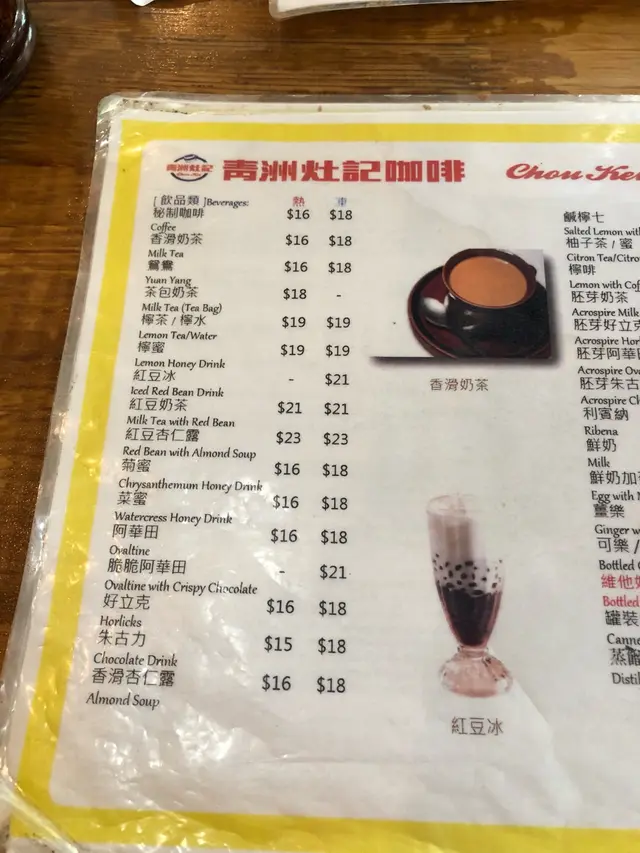 青洲灶記
青洲灶記咖啡
Chou Kei
[ 飲品類 ]Beverages: 熱 凍
秘制咖啡 $16 $18
Coffee
香滑奶茶 $16 $18
Milk Tea
鴛鴦 $16 $18
Yuan Yang
茶包奶茶 $18 -
Milk Tea (Tea Bag)
檸茶 / 檸水 $19 $19
Lemon Tea/Water
檸蜜 $19 $19
Lemon Honey Drink
紅豆冰 - $21
Iced Red Bean Drink
紅豆奶茶 $21 $21
Milk Tea with Red Bean
紅豆杏仁露 $23 $23
Red Bean with Almond Soup
菊蜜 $16 $18
Chrysanthemum Honey Drink
菜蜜 $16 $18
Watercress Honey Drink
阿華田 $16 $18
Ovaltine
脆脆阿華田 - $21
Ovaltine with Crispy Chocolate
好立克 $16 $18
Horlicks
朱古力 $15 $18
Chocolate Drink
香滑杏仁露 $16 $18
Almond Soup
香滑奶茶
紅豆冰
鹹檸七
Salted Lemon with
柚子茶 / 蜜
Citron Tea/Citro
檸啡
Lemon with Cof
胚芽奶茶
Acrospire Milk
胚芽好立克
Acrospire Hor
胚芽阿華田
Acrospire Ova
胚芽朱古
Acrospire Ch
利賓納
Ribena
鮮奶
Milk
鮮奶加
Egg with
薑樂
Ginger w
可樂 /
Bottled
維他奶
Bottled
罐裝
Canne
蒸餾
Distil